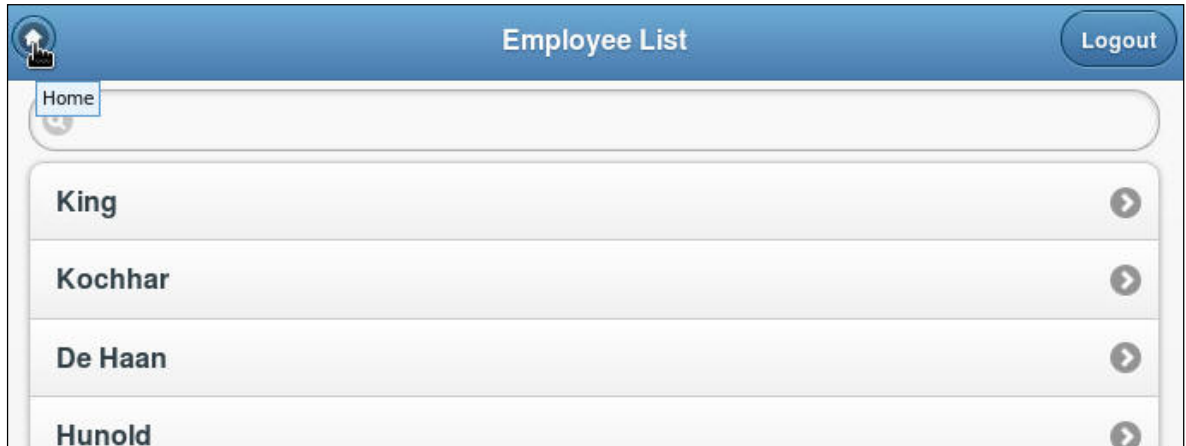 Employee List
Logout
Home
King
Kochhar
De Haan
Hunold